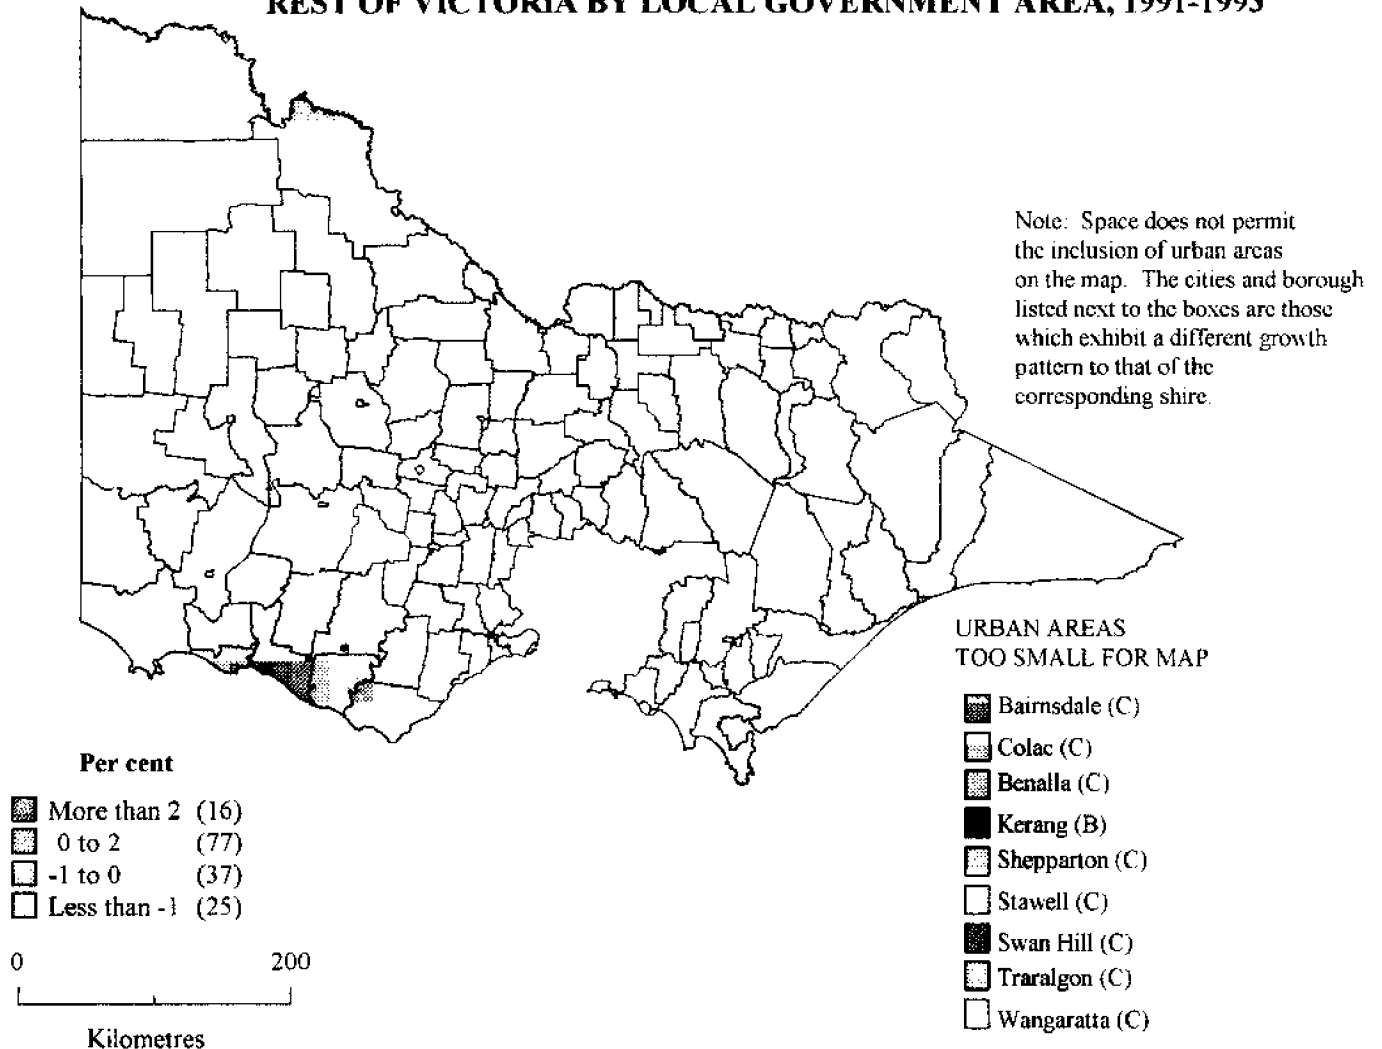 REST OF VICTORIA BY LOCAL GOVERNMENT AREA, 1991-1993
Note: Space does not permit
the inclusion of urban areas
on the map. The cities and borough
listed next to the boxes are those
which exhibit a different growth
pattern to that of the
corresponding shire.
URBAN AREAS
TOO SMALL FOR MAP
Bairnsdale (C)
Colac (C)
Benalla (C)
Kerang (B)
Shepparton (C)
Stawell (C)
Swan Hill (C)
Traralgon (C)
Wangaratta (C)
Per cent
More than 2 (16)
0 to 2 (77)
-1 to 0 (37)
Less than -1 (25)
0 200
Kilometres